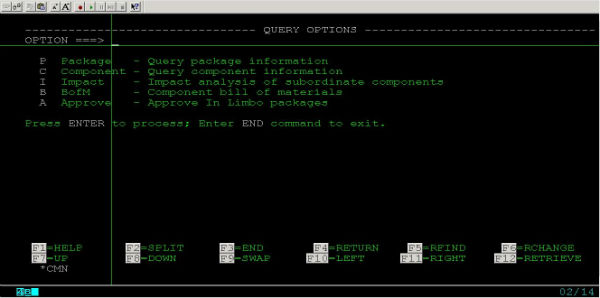 QUERY OPTIONS
OPTION ===>
P Package - Query package information
C Component - Query component information
I Impact - Impact analysis of subordinate components
B BofM - Component bill of materials
A Approve - Approve In Limbo packages
Press ENTER to process; Enter END command to exit.
F1=HELP F2=SPLIT F3=END F4=RETURN F5=RFIND F6=RCHANGE
F7=UP F8=DOWN F9=SWAP F10=LEFT F11=RIGHT F12=RETRIEVE
*CMN
02/14